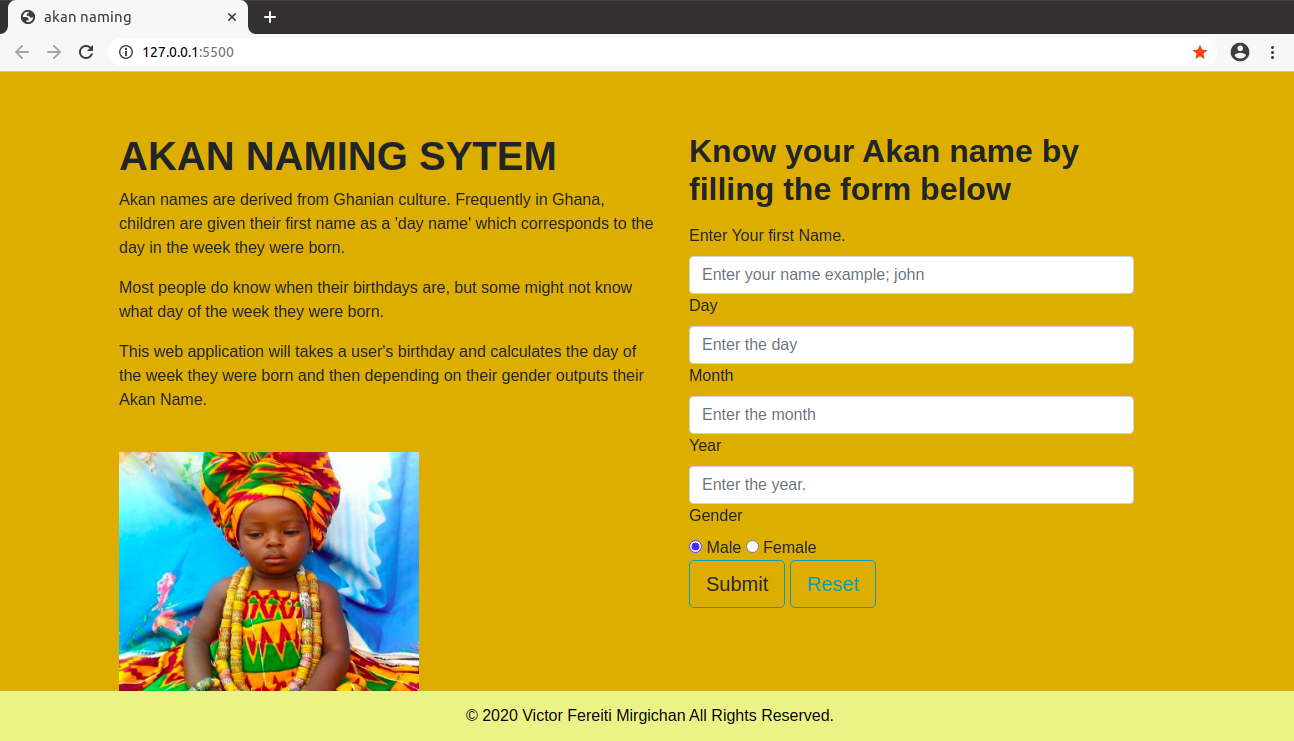 akan naming
127.0.0.1:5500
AKAN NAMING SYTEM
Akan names are derived from Ghanian culture. Frequently in Ghana,
children are given their first name as a 'day name' which corresponds to the
day in the week they were born.
Most people do know when their birthdays are, but some might not know
what day of the week they were born.
This web application will takes a user's birthday and calculates the day of
the week they were born and then depending on their gender outputs their
Akan Name.
Know your Akan name by
filling the form below
Enter Your first Name.
Enter your name example; john
Day
Enter the day
Month
Enter the month
Year
Enter the year.
Gender
Male Female
Submit Reset
© 2020 Victor Fereiti Mirgichan All Rights Reserved.